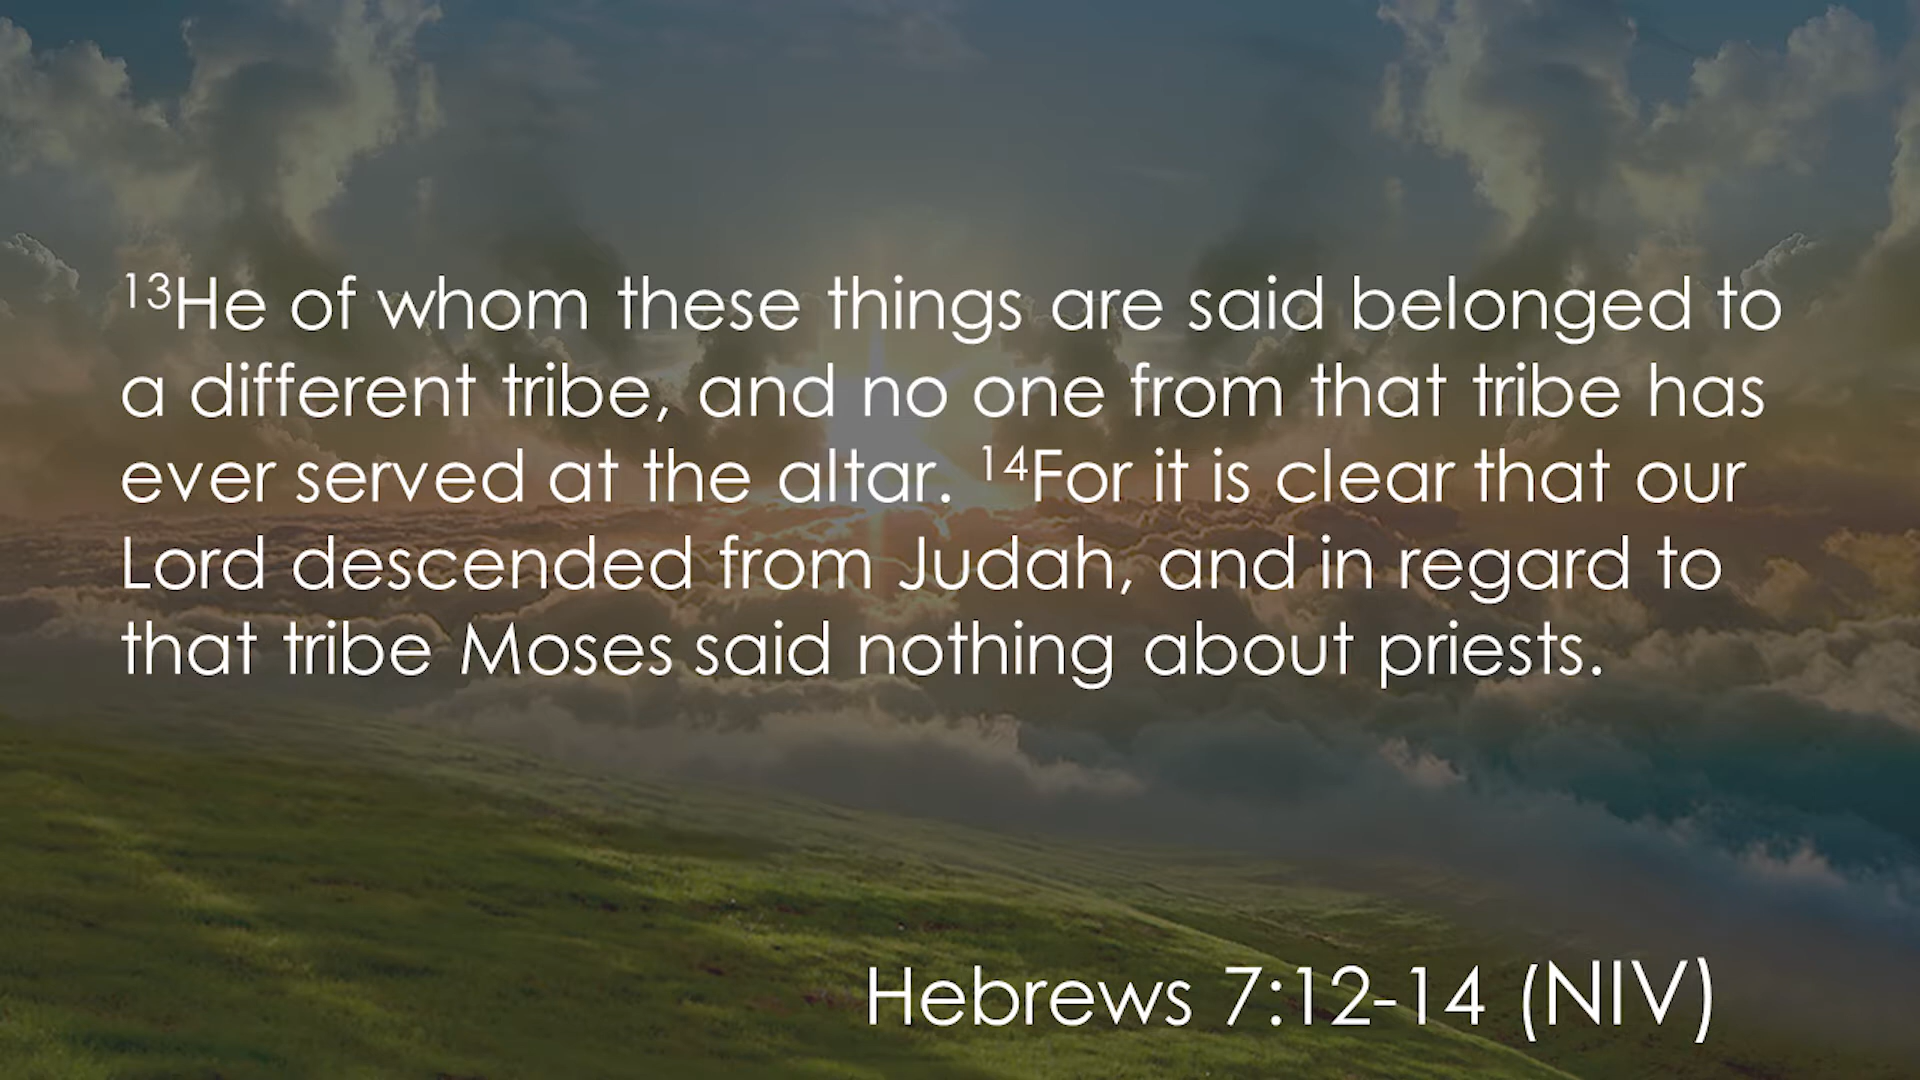 ¹³He of whom these things are said belonged to
a different tribe, and no one from that tribe has
ever served at the altar. ¹⁴For it is clear that our
Lord descended from Judah, and in regard to
that tribe Moses said nothing about priests.
Hebrews 7:12-14 (NIV)